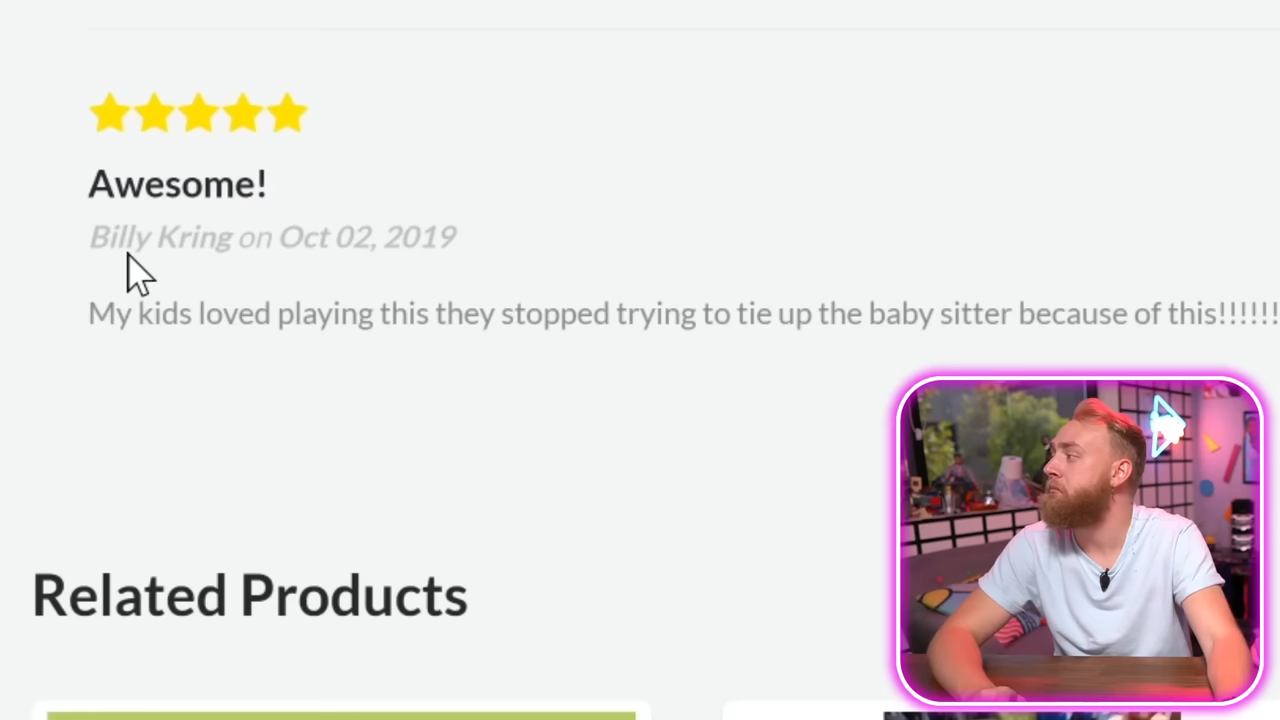 Awesome!
Billy Kring on Oct 02, 2019
My kids loved playing this they stopped trying to tie up the baby sitter because of this!!!!!!
Related Products